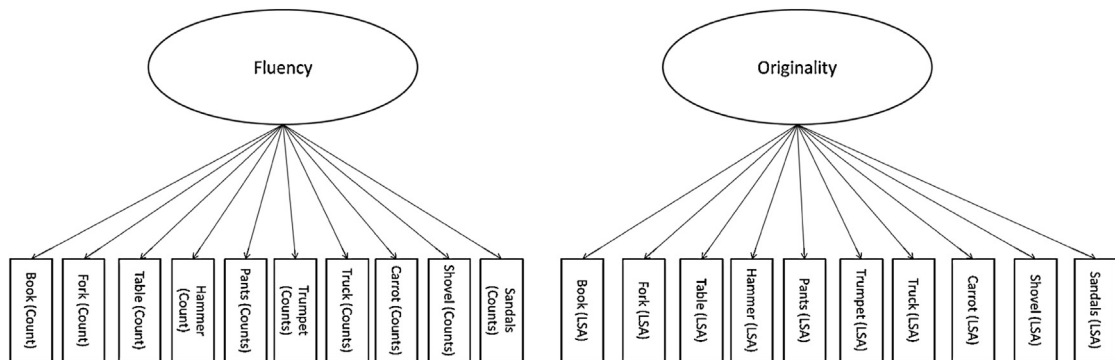 Fluency
Originality
Book (Count)
Fork (Count)
Table (Count)
Hammer
(Count)
Pants (Counts)
Trumpet
(Counts)
Truck (Counts)
Carrot (Counts)
Shovel (Counts)
Sandals
(Counts)
Book (LSA)
Fork (LSA)
Table (LSA)
Hammer (LSA)
Pants (LSA)
Trumpet (LSA)
Truck (LSA)
Carrot (LSA)
Shovel (LSA)
Sandals (LSA)